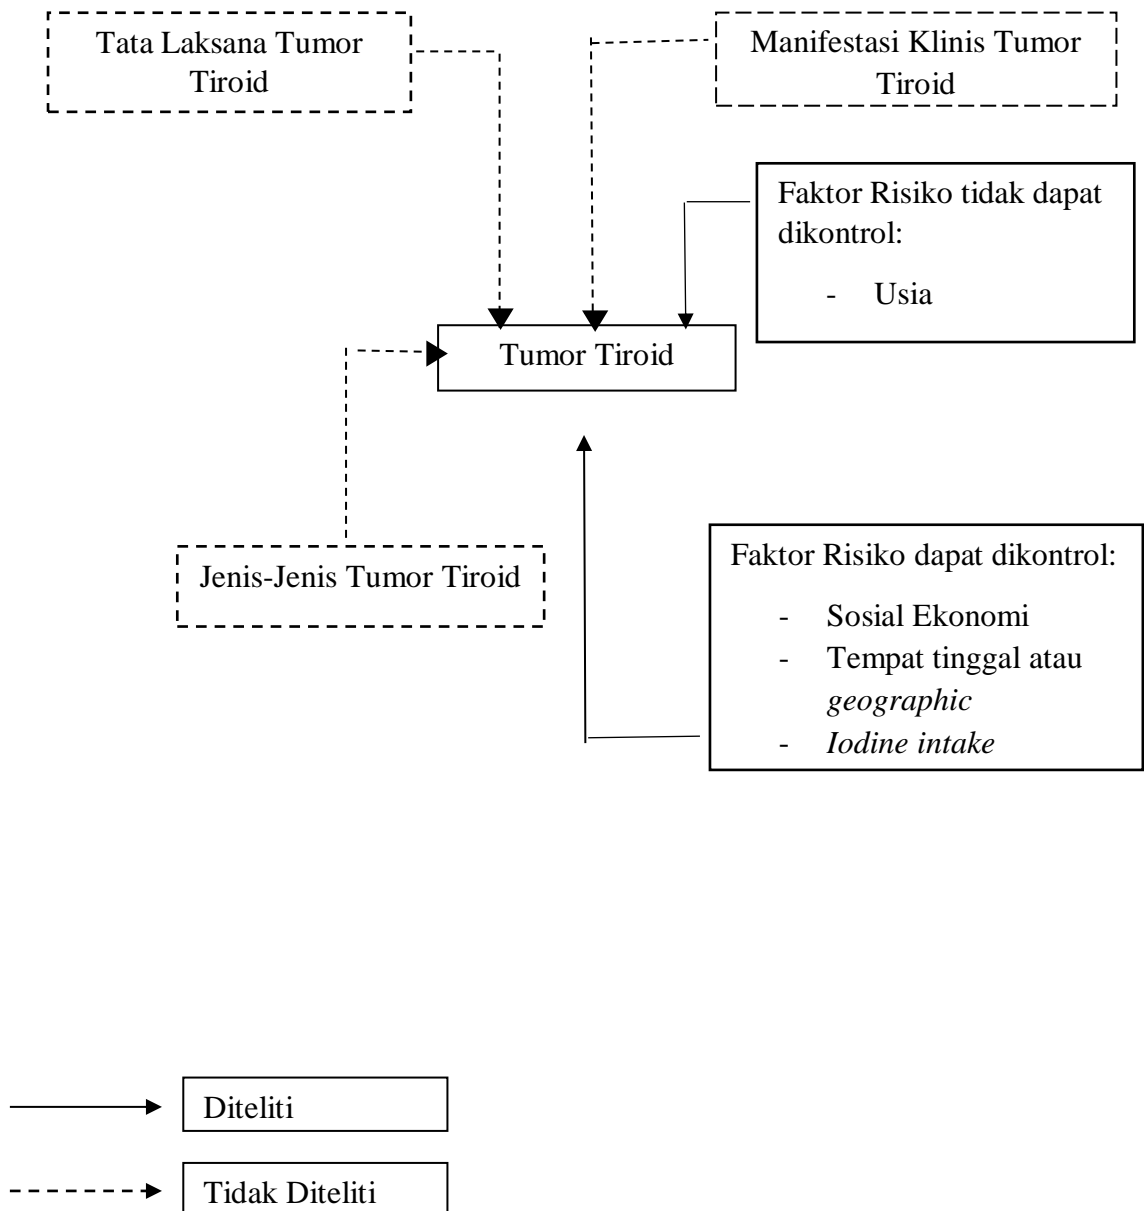 Tata Laksana Tumor
Tiroid
Manifestasi Klinis Tumor
Tiroid
Faktor Risiko tidak dapat
dikontrol:
- Usia
Tumor Tiroid
Jenis-Jenis Tumor Tiroid
Faktor Risiko dapat dikontrol:
- Sosial Ekonomi
- Tempat tinggal atau
geographic
- Iodine intake
Diteliti
Tidak Diteliti